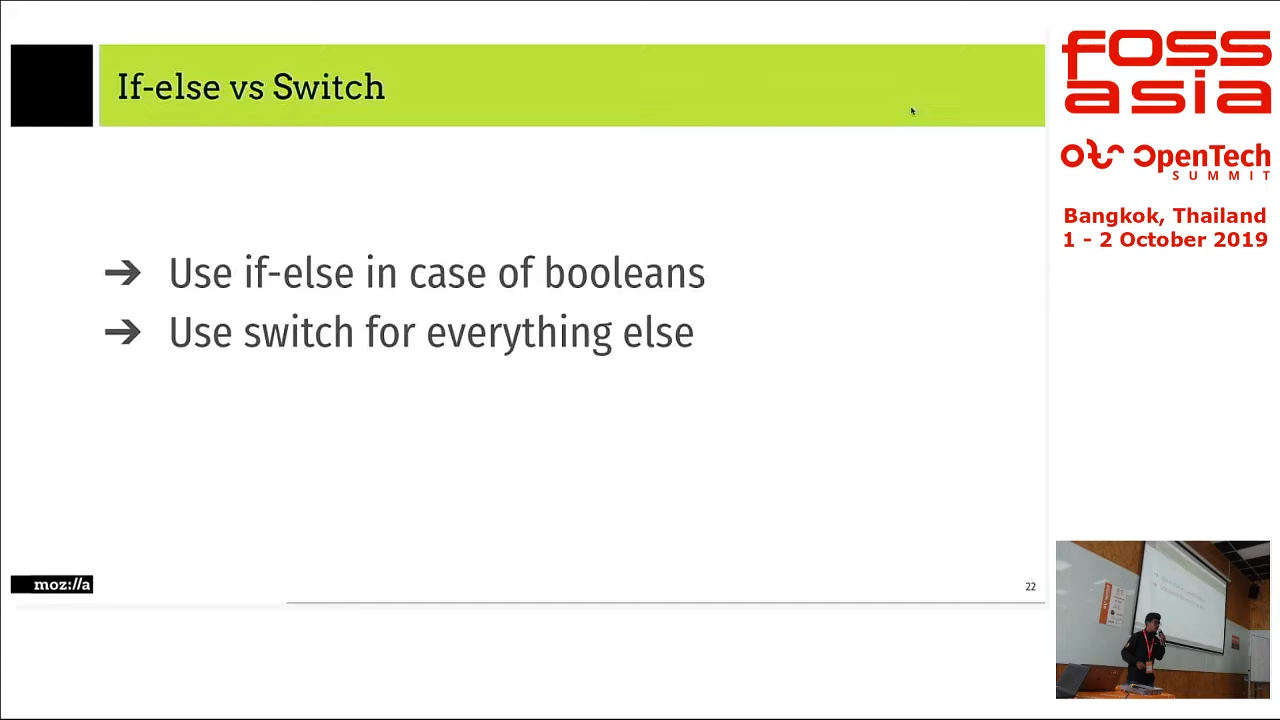 If-else vs Switch
➔ Use if-else in case of booleans
➔ Use switch for everything else
moz://a
22
FOSS
asia
OpenTech
SUMMIT
Bangkok, Thailand
1 - 2 October 2019